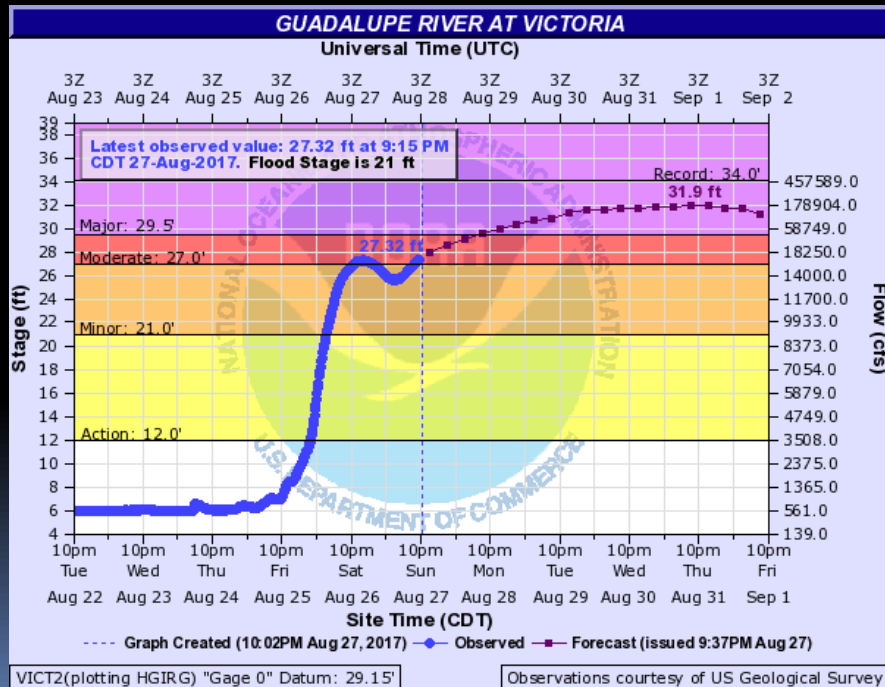 GUADALUPE RIVER AT VICTORIA
Universal Time (UTC)
3Z 3Z 3Z 3Z 3Z 3Z 3Z 3Z 3Z 3Z 3Z
Aug 23 Aug 24 Aug 25 Aug 26 Aug 27 Aug 28 Aug 29 Aug 30 Aug 31 Sep 1 Sep 2
Latest observed value: 27.32 ft at 9:15 PM
CDT 27-Aug-2017. Flood Stage is 21 ft
39
38
36
34 Record: 34.0' 457589.0
32 31.9 ft 178904.0
30 Major: 29.5' 58749.0
28 27.32 ft 18250.0
Moderate: 27.0'
26 14000.0
24 11700.0
22 9933.0
Minor: 21.0'
20 8373.0
18 7054.0
16 5879.0
14 4749.0
Action: 12.0'
12 3508.0
10 2375.0
8 1365.0
6 561.0
4 139.0
Stage (ft)
Flow (cfs)
NATIONAL OCEANIC AND ATMOSPHERIC ADMINISTRATION
NOAA
U.S. DEPARTMENT OF COMMERCE
10pm 10pm 10pm 10pm 10pm 10pm 10pm 10pm 10pm 10pm 10pm
Tue Wed Thu Fri Sat Sun Mon Tue Wed Thu Fri
Aug 22 Aug 23 Aug 24 Aug 25 Aug 26 Aug 27 Aug 28 Aug 29 Aug 30 Aug 31 Sep 1
Site Time (CDT)
Graph Created (10:02PM Aug 27, 2017) Observed Forecast (issued 9:37PM Aug 27)
VICT2(plotting HGIRG) "Gage 0" Datum: 29.15'
Observations courtesy of US Geological Survey